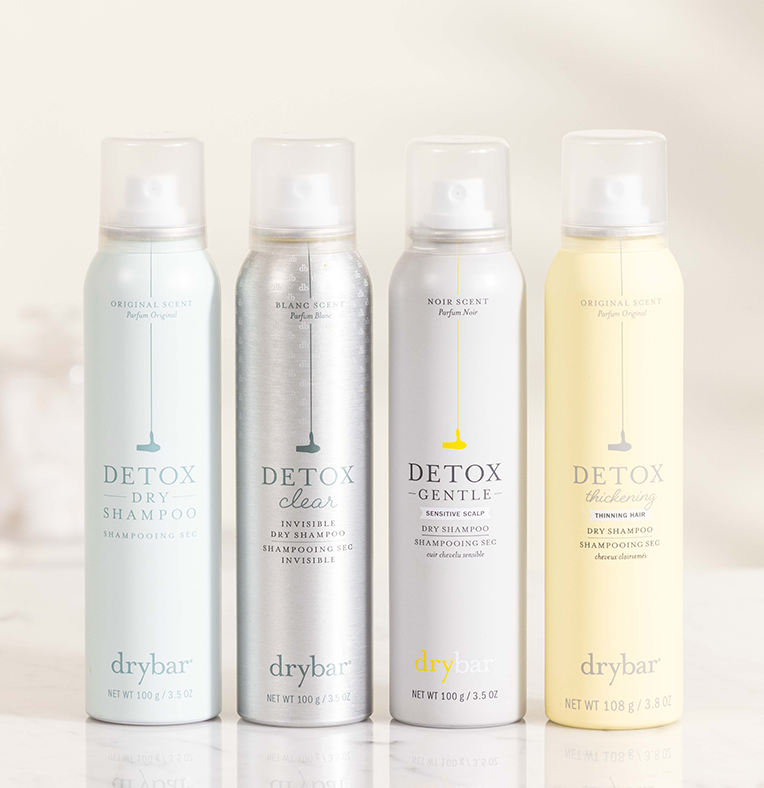 ORIGINAL SCENT
Parfum Original
DETOX
DRY
SHAMPOO
SHAMPOOING SEC
drybar
NET WT 100 g / 3.5 OZ
BLANC SCENT
Parfum Blanc
DETOX
clear
INVISIBLE
DRY SHAMPOO
SHAMPOOING SEC
INVISIBLE
drybar
NET WT 100 g / 3.5 OZ
NOIR SCENT
Parfum Noir
DETOX
GENTLE
SENSITIVE SCALP
DRY SHAMPOO
SHAMPOOING SEC
cuir chevelu sensible
drybar
NET WT 100 g / 3.5 OZ
ORIGINAL SCENT
Parfum Original
DETOX
thickening
THINNING HAIR
DRY SHAMPOO
SHAMPOOING SEC
cheveux clairsemés
drybar
NET WT 108 g / 3.8 OZ